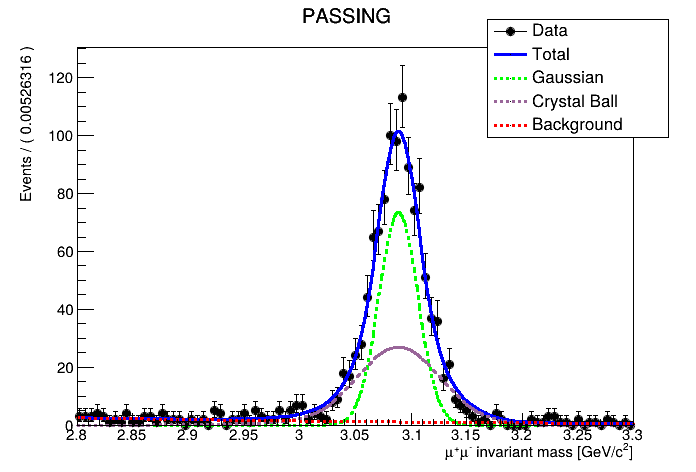 PASSING
Data
Total
Gaussian
Crystal Ball
Background
Events / ( 0.00526316 )
120
100
80
60
40
20
0
2.8 2.85 2.9 2.95 3 3.05 3.1 3.15 3.2 3.25 3.3
μ⁺μ⁻ invariant mass [GeV/c²]